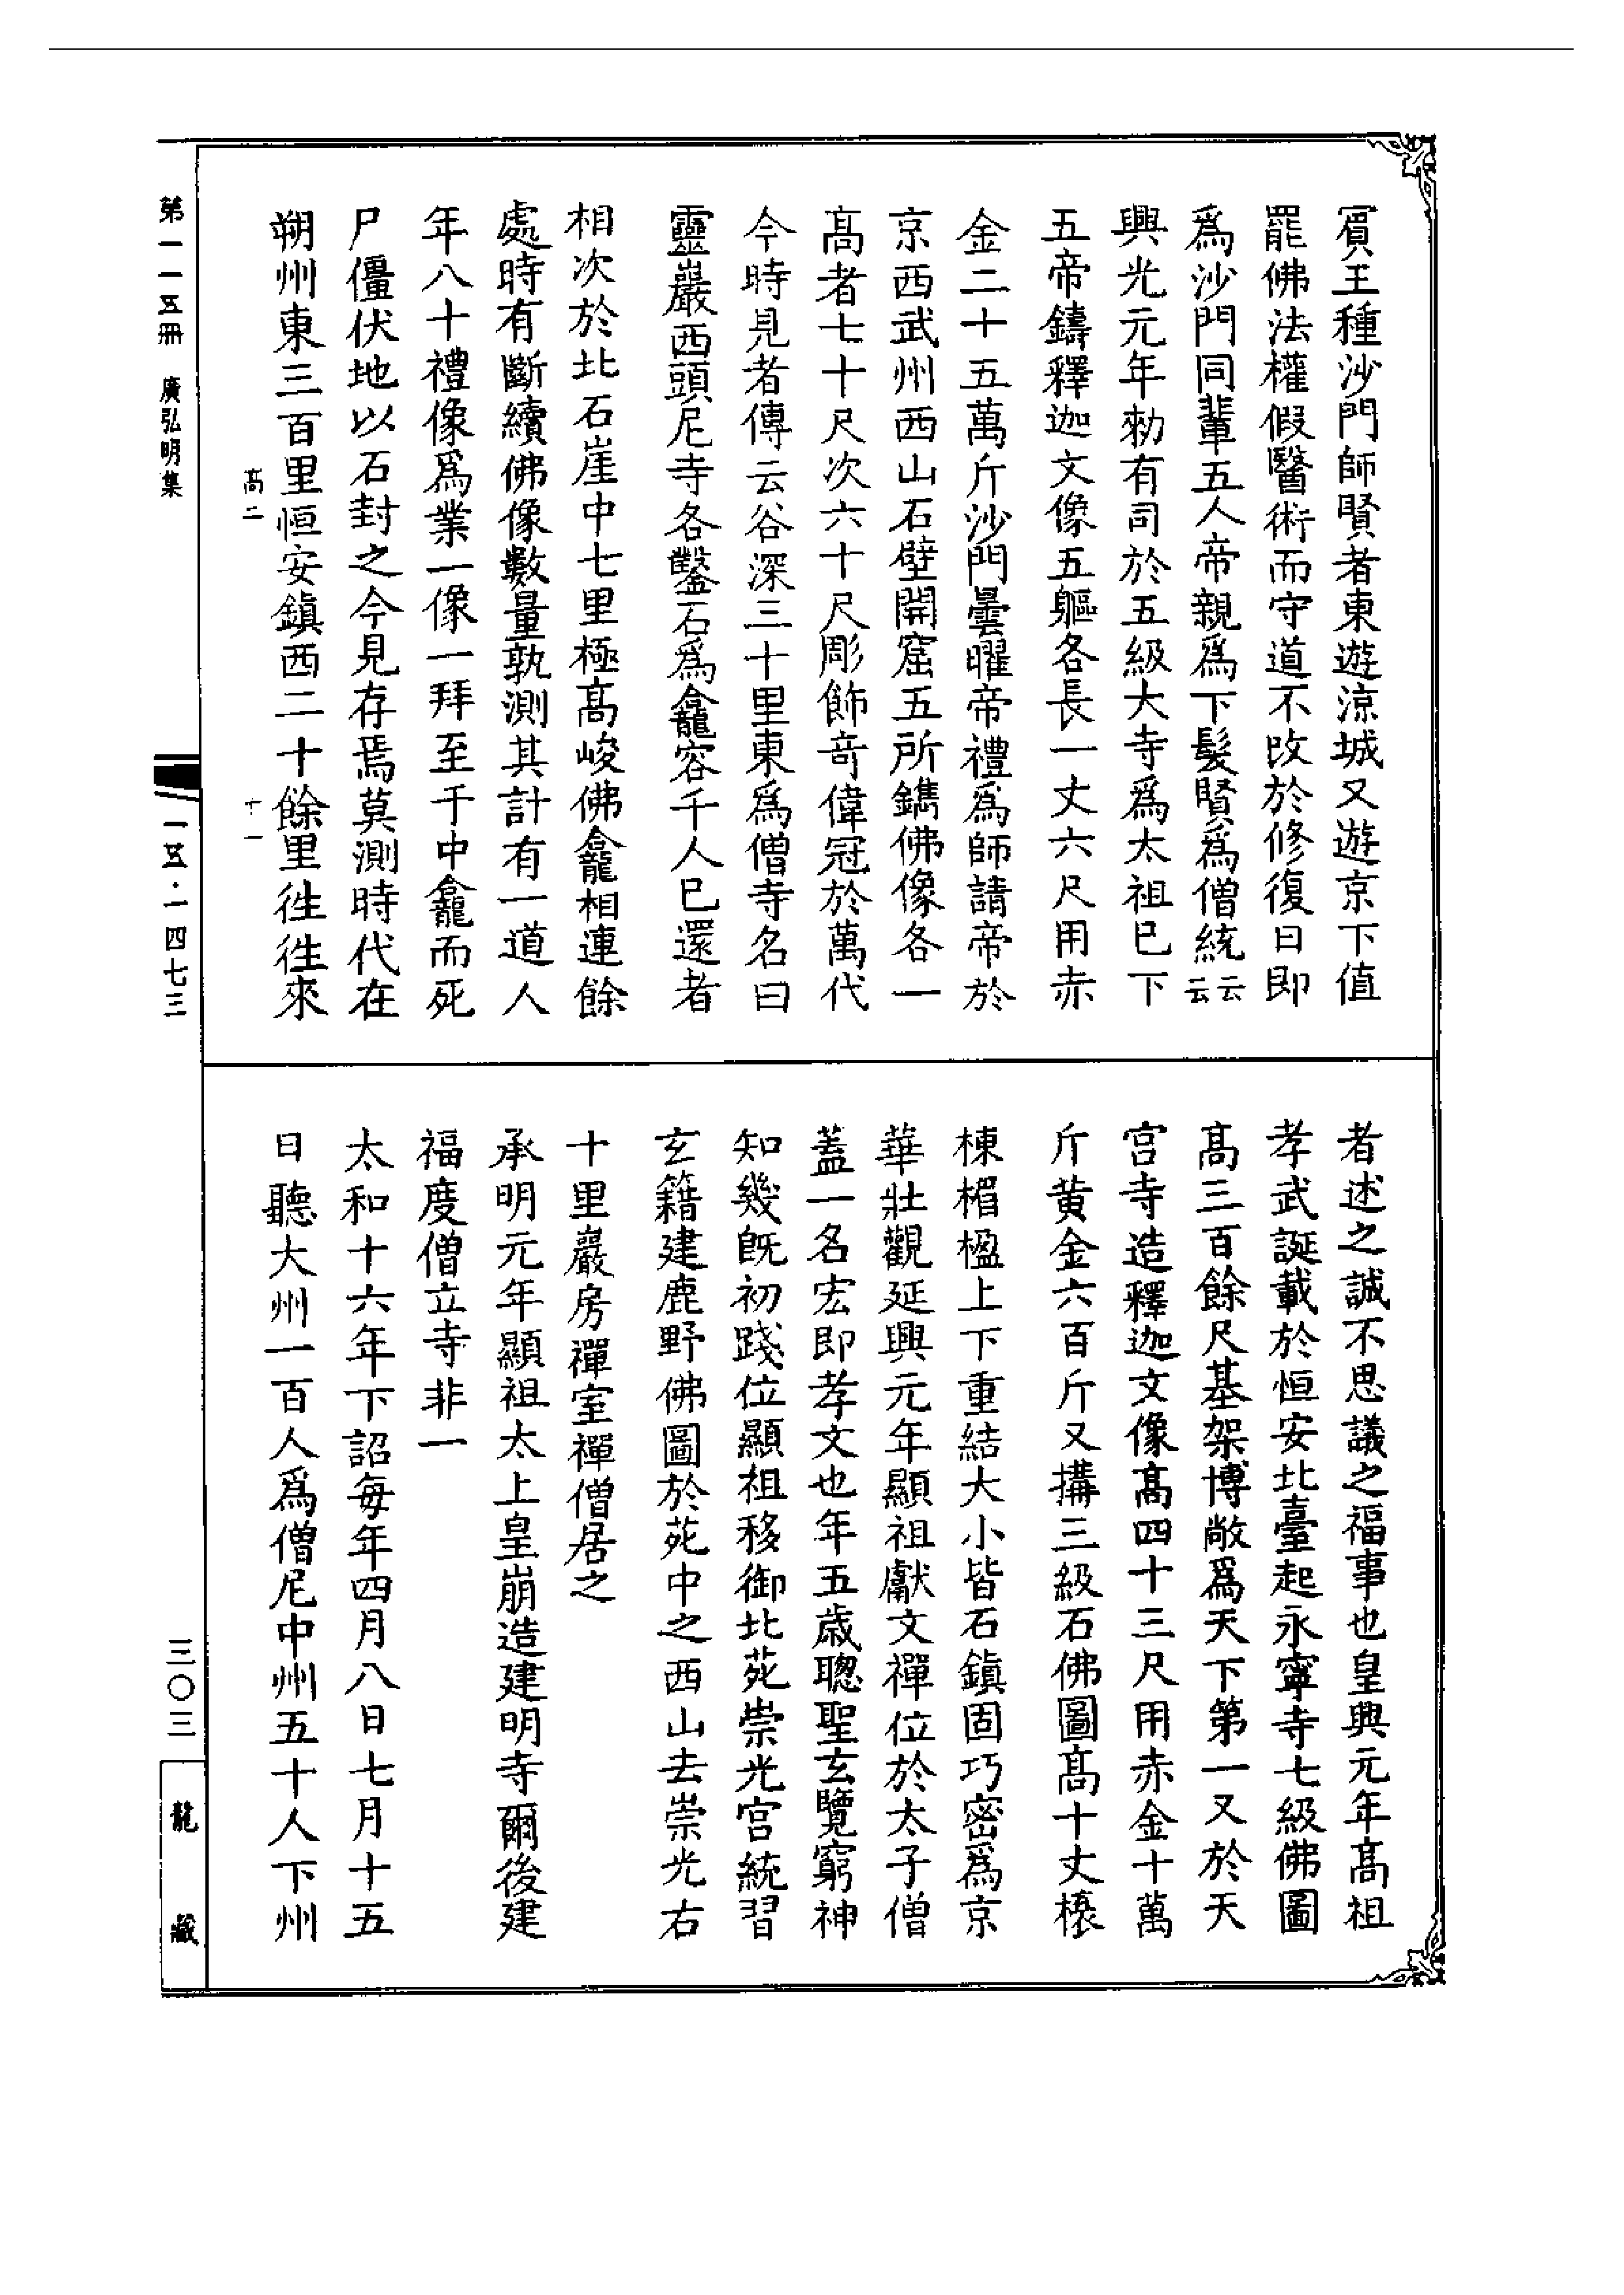 賔王種沙門師賢者東遊涼城又遊京下值
罷佛法權假醫術而守道不改於修復日即
爲沙門同輩五人帝親爲下髮賢爲僧統云云
興光元年勑有司於五級大寺爲太祖已下
五帝鑄釋迦文像五軀各長一丈六尺用赤
金二十五萬斤沙門曇曜帝禮爲師請帝於
京西武州西山石壁開窟五所鐫佛像各一
髙者七十尺次六十尺彫飾奇偉冠於萬代
今時見者傳云谷深三十里東爲僧寺名曰
靈巖西頭尼寺各鑿石爲龕容千人已還者
相次於北石崖中七里極髙峻佛龕相連餘
處時有斷續佛像數量孰測其計有一道人
年八十禮像爲業一像一拜至于中龕而死
尸僵伏地以石封之今見存焉莫測時代在
朔州東三百里恒安鎮西二十餘里徃徃來
者述之誠不思議之福事也皇興元年髙祖
孝武誕載於恒安北臺起永寧寺七級佛圖
髙三百餘尺基架博敞爲天下第一又於天
宫寺造釋迦文像髙四十三尺用赤金十萬
斤黄金六百斤又搆三級石佛圖髙十丈榱
棟楣楹上下重結大小皆石鎮固巧密爲京
華壯觀延興元年顯祖獻文禪位於太子僧
蓋一名宏即孝文也年五歳聰聖玄覽窮神
知幾旣初踐位顯祖移御北苑崇光宫統習
玄籍建鹿野佛圖於苑中之西山去崇光右
十里巖房禪室禪僧居之
承明元年顯祖太上皇崩造建明寺爾後建
福度僧立寺非一
太和十六年下詔每年四月八日七月十五
日聽大州一百人爲僧尼中州五十人下州
髙二
十一
第一一五册 廣弘明集
一五·一四七三
三〇三
龍藏